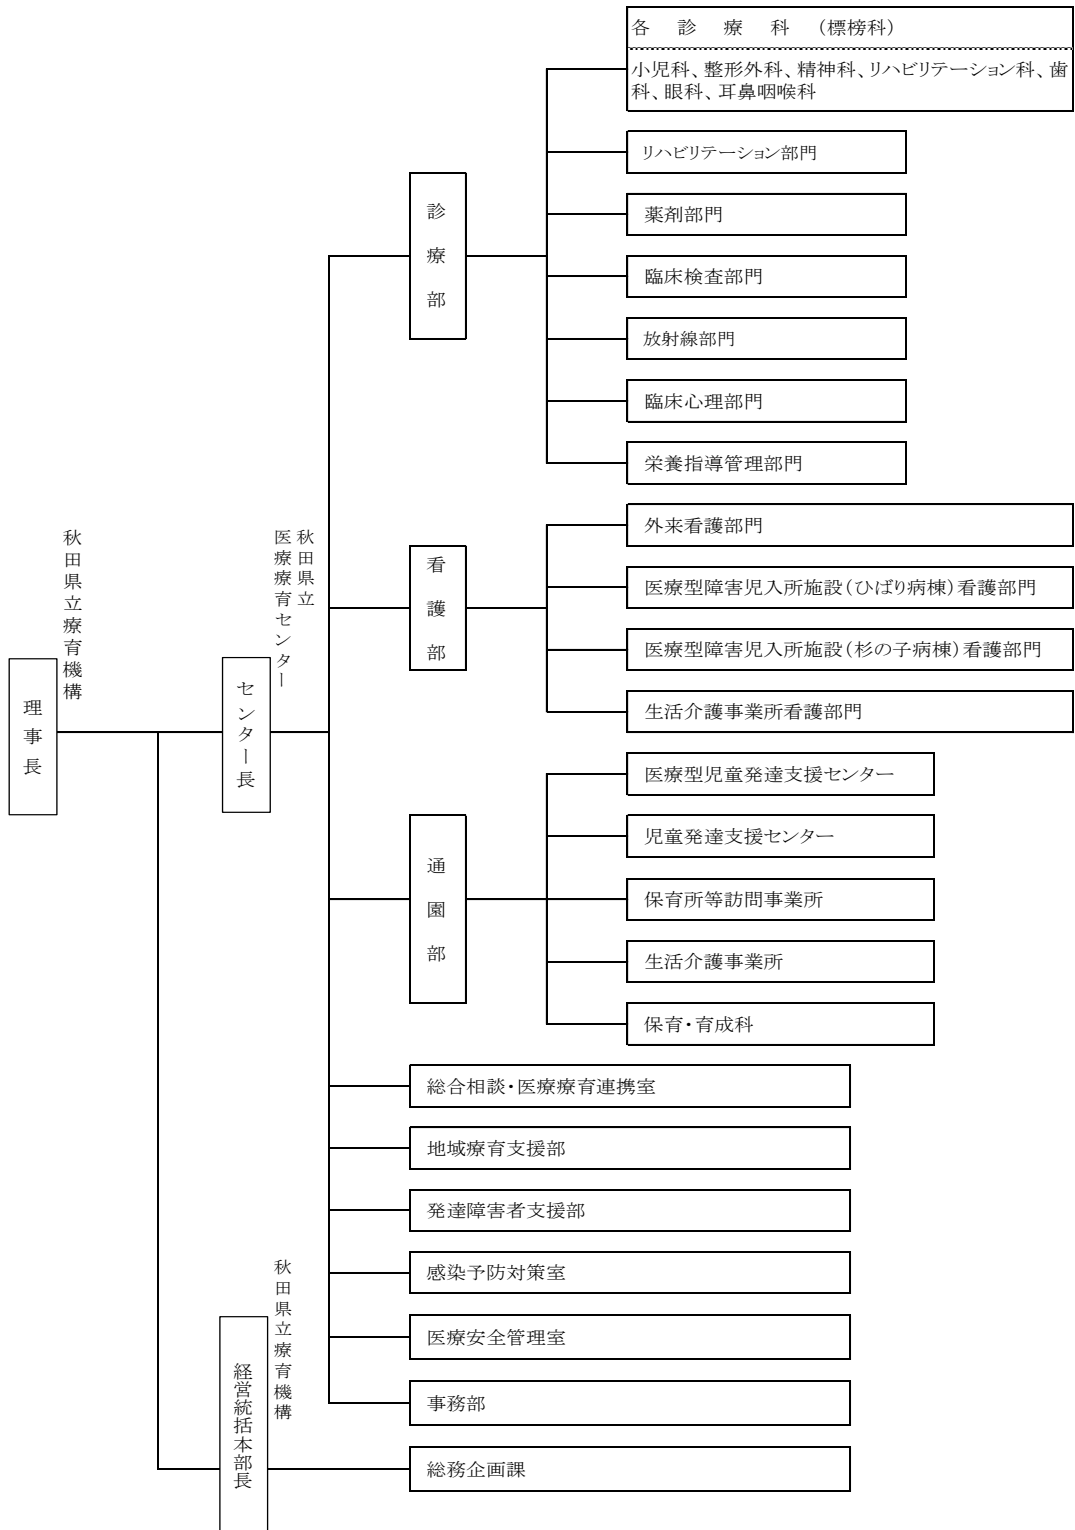 各診療科（標榜科）
小児科、整形外科、精神科、リハビリテーション科、歯
科、眼科、耳鼻咽喉科
リハビリテーション部門
薬剤部門
臨床検査部門
放射線部門
臨床心理部門
栄養指導管理部門
診療部
外来看護部門
医療型障害児入所施設（ひばり病棟）看護部門
医療型障害児入所施設（杉の子病棟）看護部門
生活介護事業所看護部門
看護部
秋田県立療育機構
理事長
秋田県立
医療療育センター
センター長
医療型児童発達支援センター
児童発達支援センター
保育所等訪問事業所
生活介護事業所
保育・育成科
通園部
総合相談・医療療育連携室
地域療育支援部
発達障害者支援部
感染予防対策室
医療安全管理室
事務部
秋田県立療育機構
経営統括本部長
総務企画課